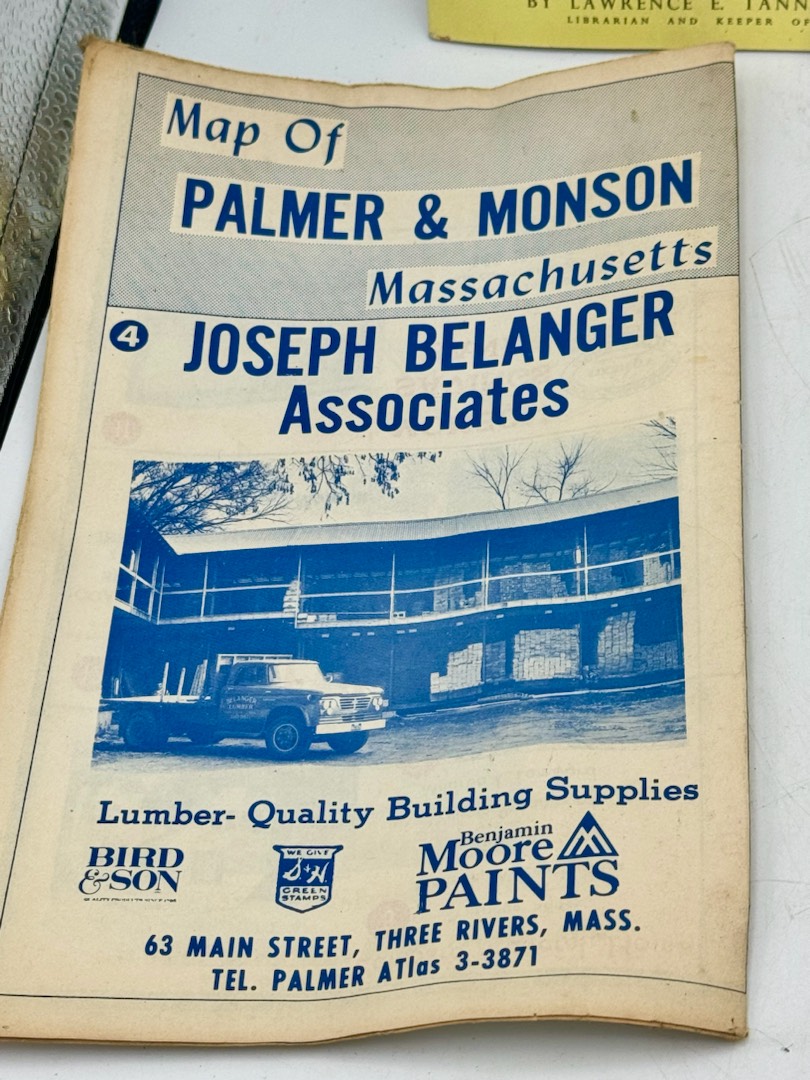 BY LAWRENCE E. TANN
LIBRARIAN AND KEEPER OF
Map Of
PALMER & MONSON
Massachusetts
4 JOSEPH BELANGER
Associates
BELANGER
LUMBER
Lumber- Quality Building Supplies
BIRD
& SON
WE GIVE
S&H
GREEN
STAMPS
Benjamin
Moore
PAINTS
63 MAIN STREET, THREE RIVERS, MASS.
TEL. PALMER ATlas 3-3871